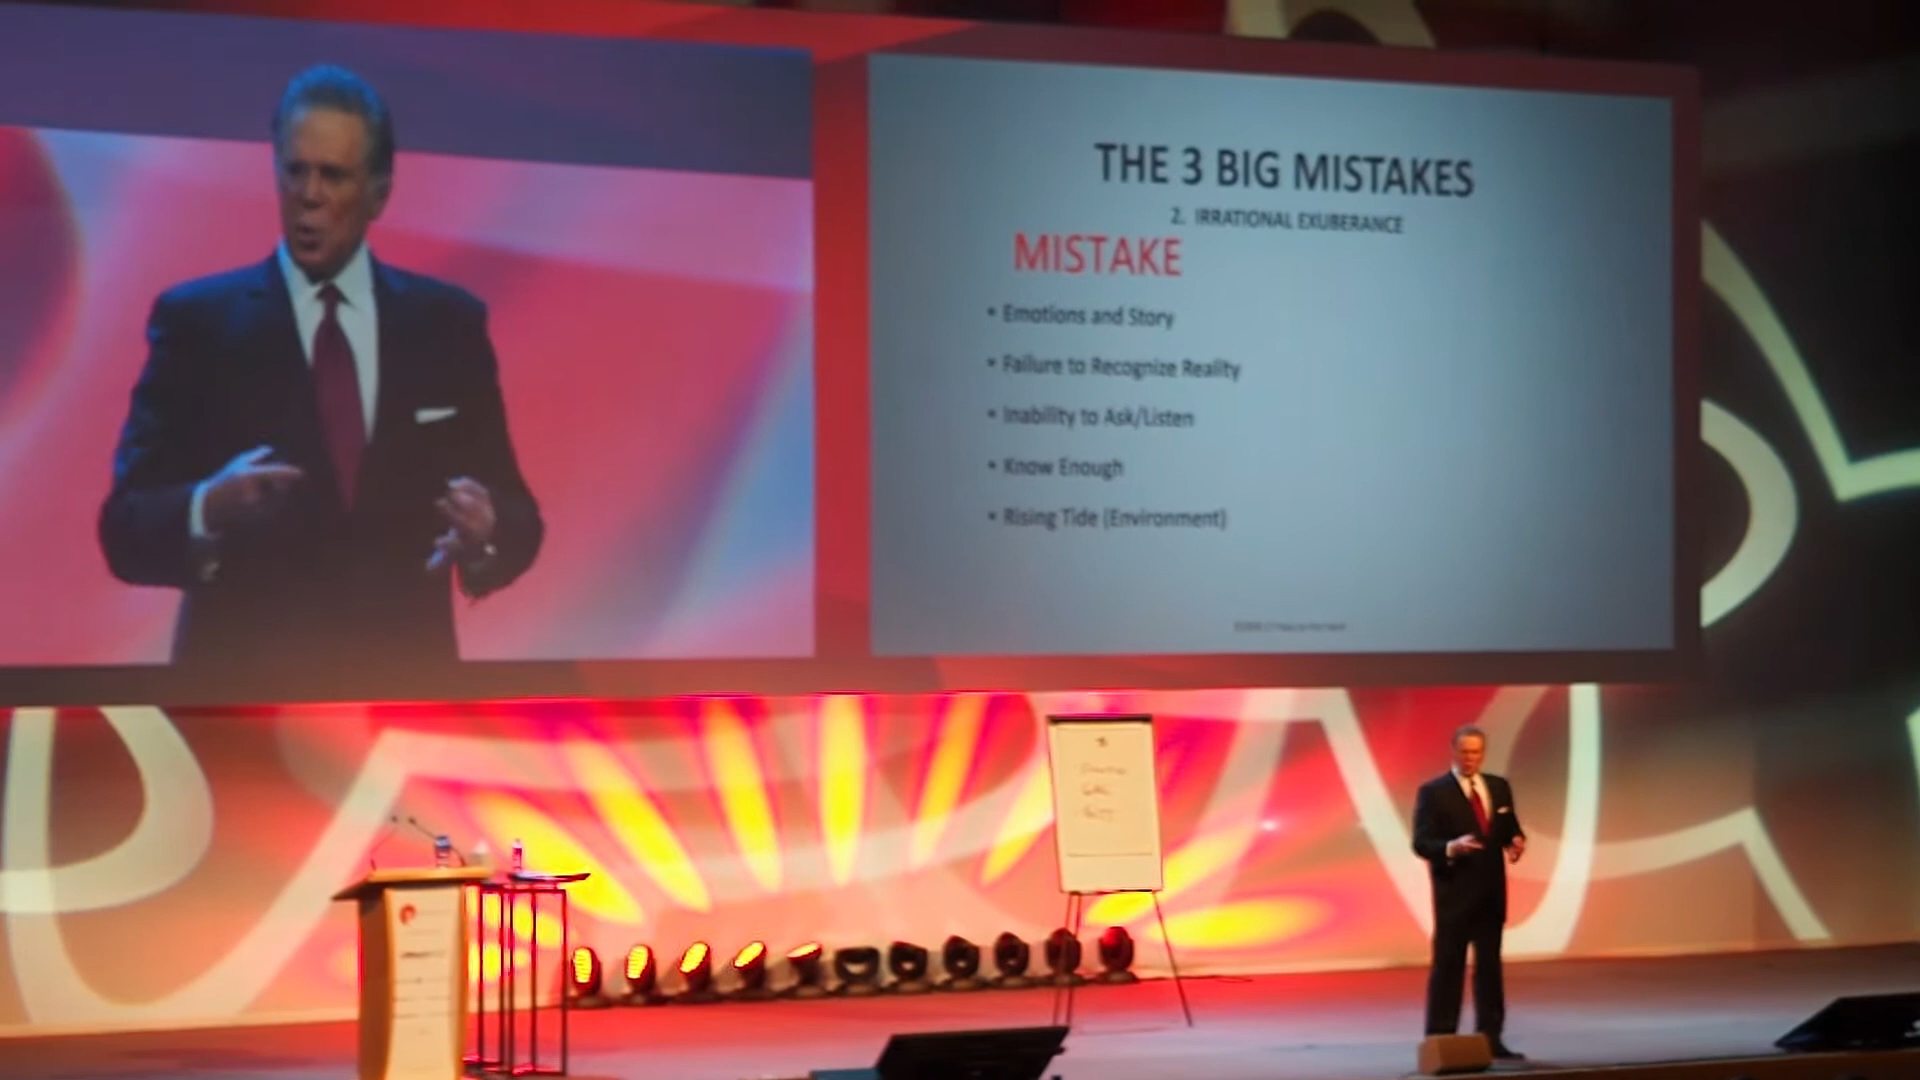 THE 3 BIG MISTAKES
2. IRRATIONAL EXUBERANCE
MISTAKE
• Emotions and Story
• Failure to Recognize Reality
• Inability to Ask/Listen
• Know Enough
• Rising Tide (Environment)